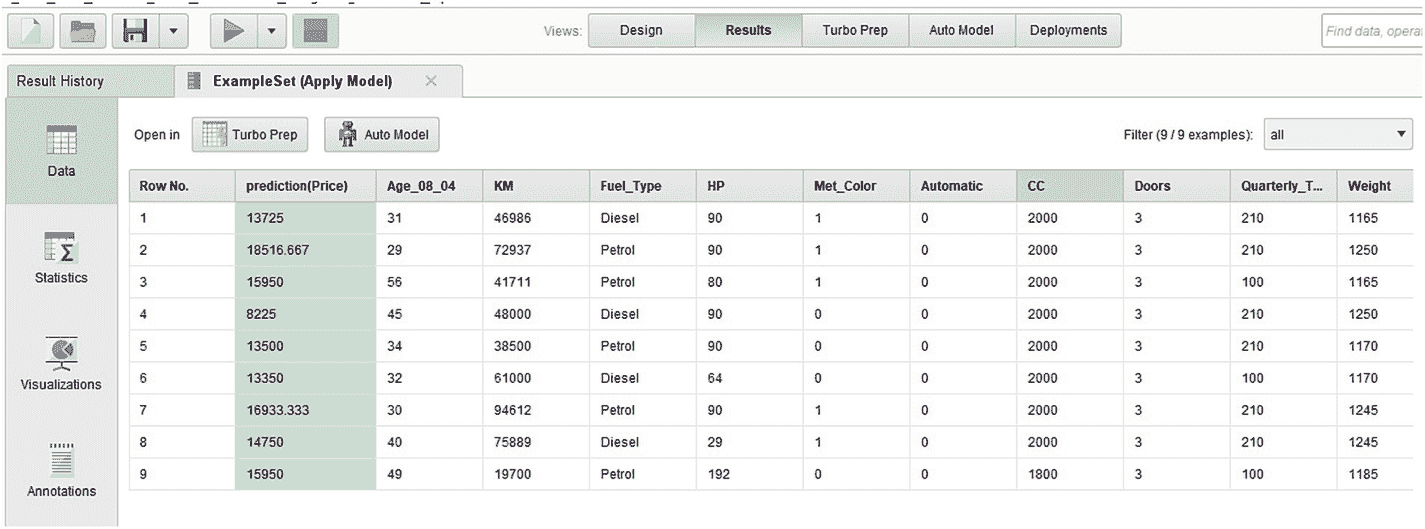 Views: Design Results Turbo Prep Auto Model Deployments Find data, operat
Result History ExampleSet (Apply Model)
Open in Turbo Prep Auto Model Filter (9 / 9 examples): all
Data
Statistics
Visualizations
Annotations
Row No. prediction(Price) Age_08_04 KM Fuel_Type HP Met_Color Automatic CC Doors Quarterly_T... Weight
1 13725 31 46986 Diesel 90 1 0 2000 3 210 1165
2 18516.667 29 72937 Petrol 90 1 0 2000 3 210 1250
3 15950 56 41711 Petrol 80 1 0 2000 3 100 1165
4 8225 45 48000 Diesel 90 0 0 2000 3 210 1250
5 13500 34 38500 Petrol 90 0 0 2000 3 210 1170
6 13350 32 61000 Diesel 64 0 0 2000 3 100 1170
7 16933.333 30 94612 Petrol 90 1 0 2000 3 210 1245
8 14750 40 75889 Diesel 29 1 0 2000 3 210 1245
9 15950 49 19700 Petrol 192 0 0 1800 3 100 1185